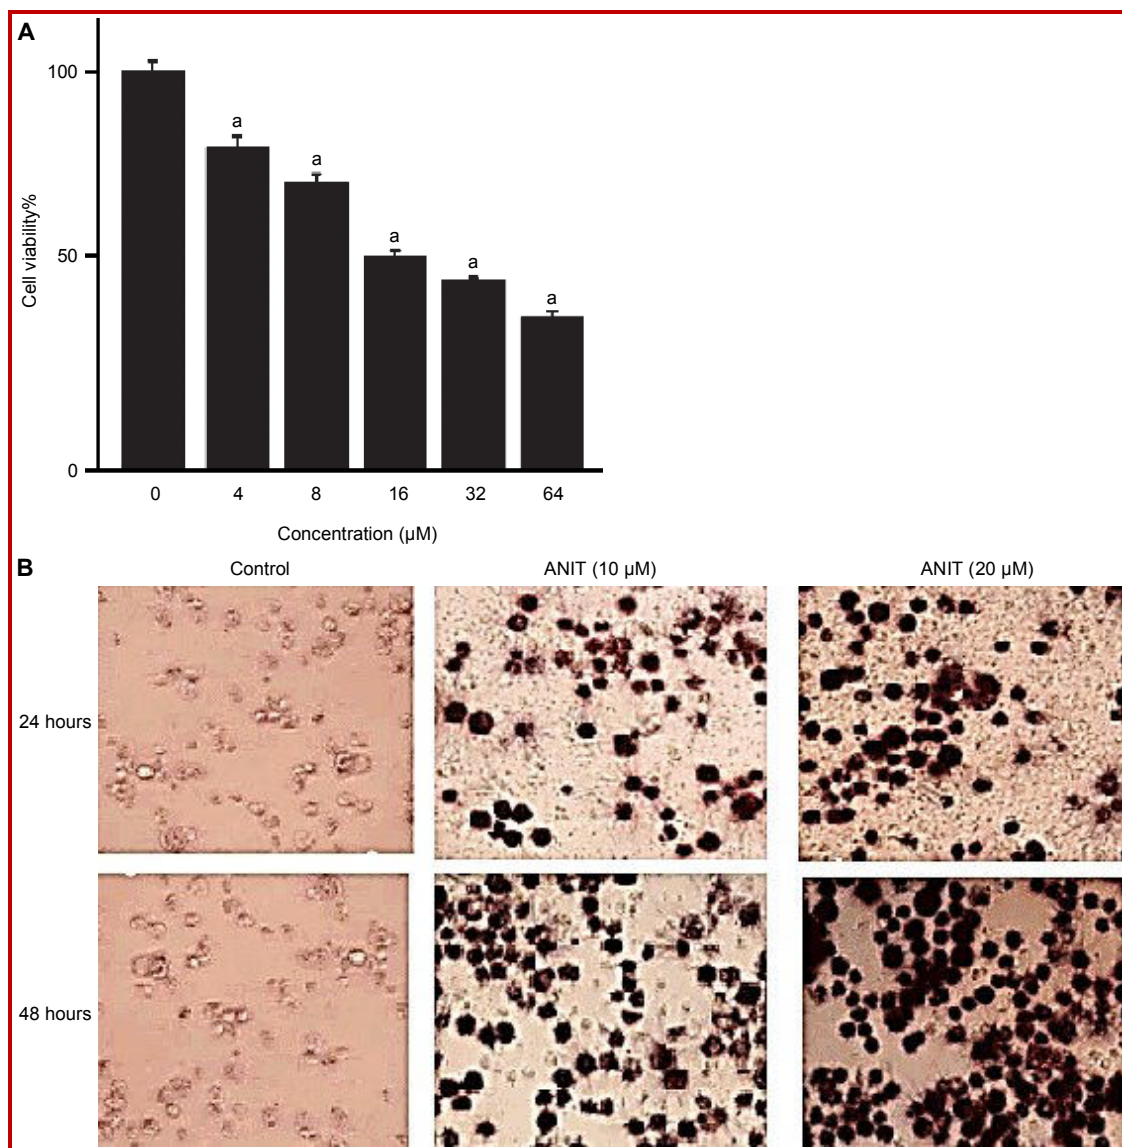 A
100
50
0
Cell viability%
a
a
a
a
a
0 4 8 16 32 64
Concentration (µM)
B
Control ANIT (10 µM) ANIT (20 µM)
24 hours
48 hours